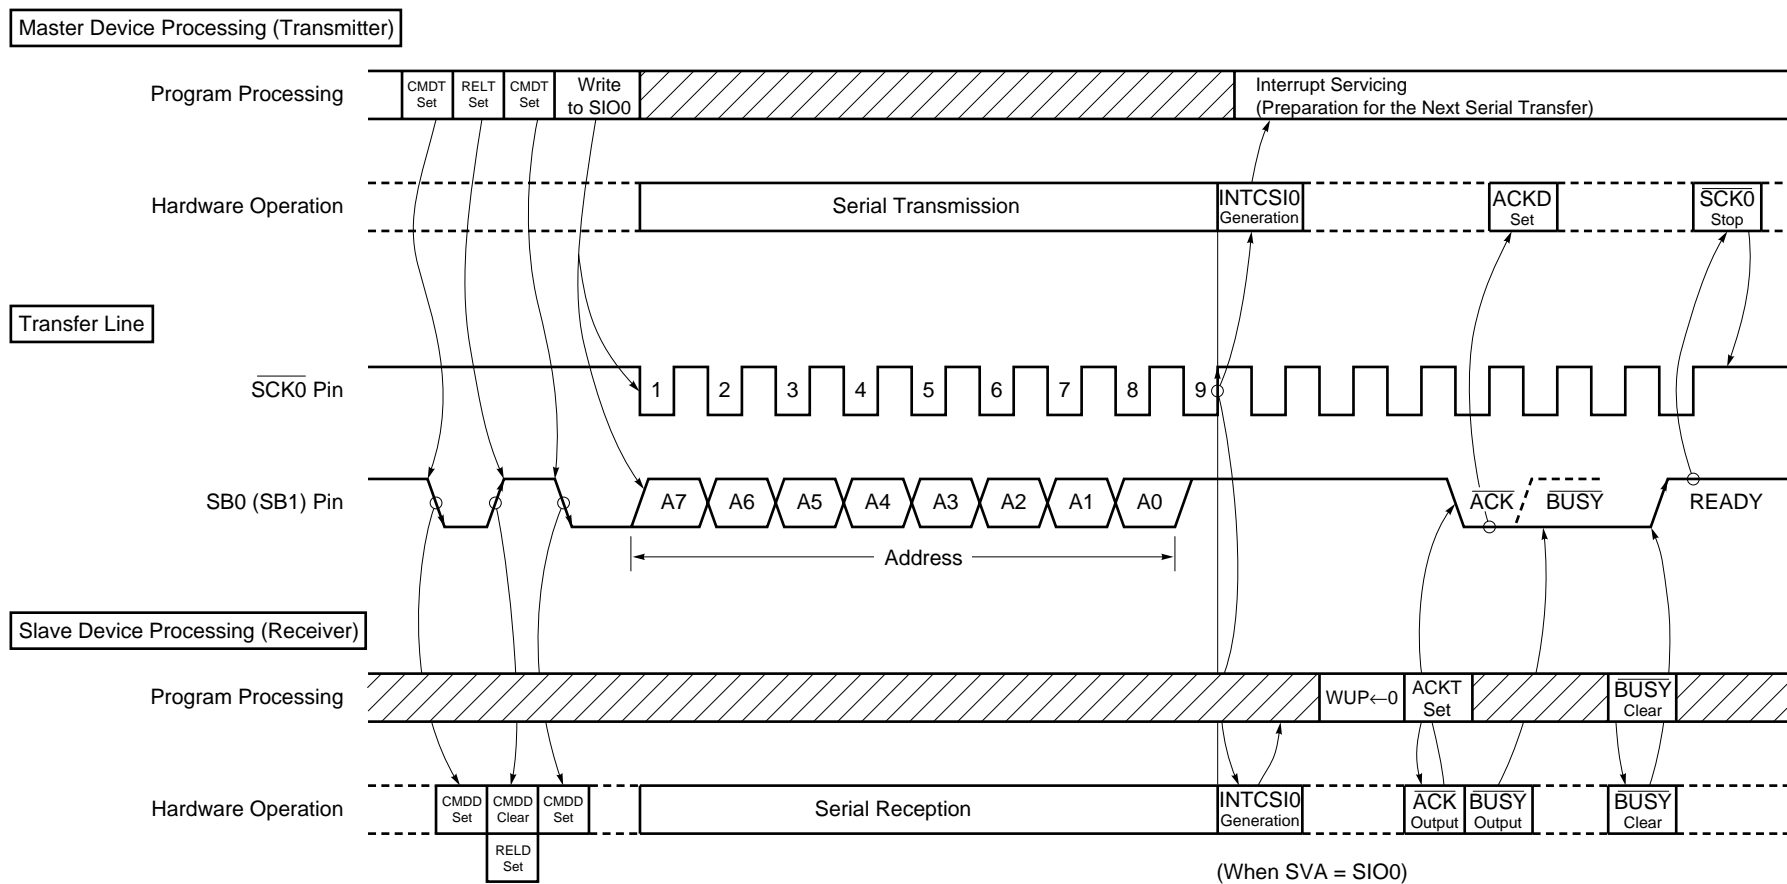 Master Device Processing (Transmitter)
Program Processing
CMDT
Set
RELT
Set
CMDT
Set
Write
to SIO0
Interrupt Servicing
(Preparation for the Next Serial Transfer)
Hardware Operation
Serial Transmission
INTCSI0
Generation
ACKD
Set
SCK0
Stop
Transfer Line
SCK0 Pin
1 2 3 4 5 6 7 8 9
SB0 (SB1) Pin
A7 A6 A5 A4 A3 A2 A1 A0
ACK
BUSY
READY
Address
Slave Device Processing (Receiver)
Program Processing
WUP←0
ACKT
Set
BUSY
Clear
Hardware Operation
CMDD
Set
CMDD
Clear
CMDD
Set
RELD
Set
Serial Reception
INTCSI0
Generation
ACK
Output
BUSY
Output
BUSY
Clear
(When SVA = SIO0)